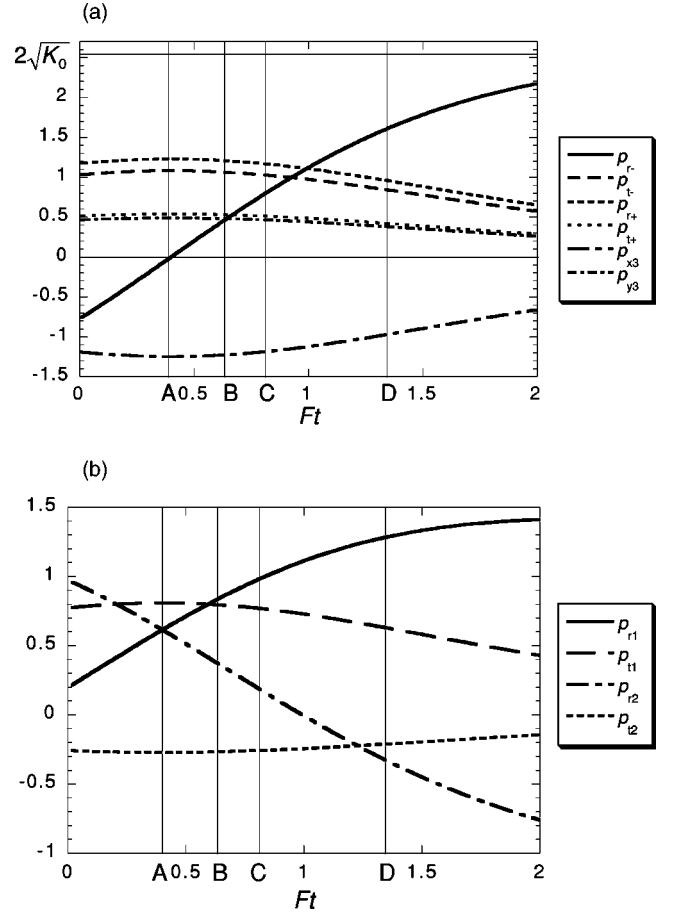 (a)
2√K₀
2
1.5
1
0.5
0
-0.5
-1
-1.5
0 A 0.5 B C 1 D 1.5 2
Ft
p_r-
p_t-
p_r+
p_t+
p_x3
p_y3
(b)
1.5
1
0.5
0
-0.5
-1
0 A 0.5 B C 1 D 1.5 2
Ft
p_r1
p_t1
p_r2
p_t2